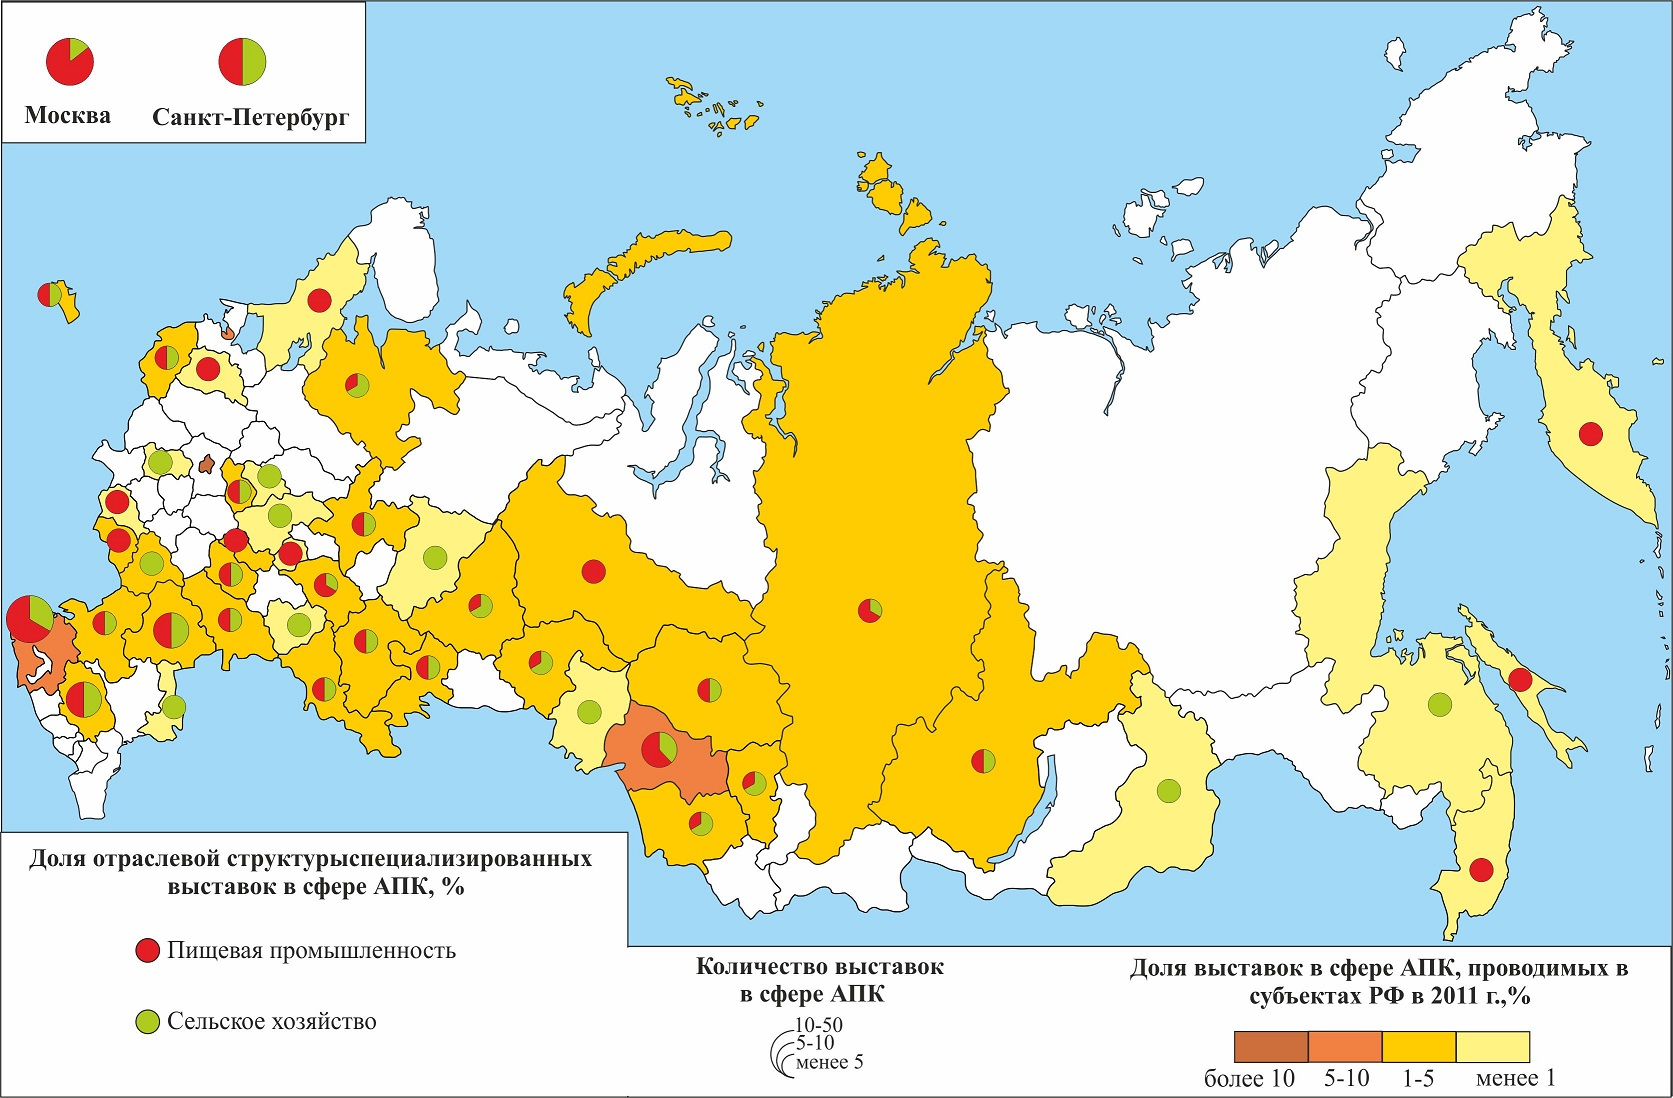 Москва
Санкт-Петербург
Доля отраслевой структурыспециализированных
выставок в сфере АПК, %
Пищевая промышленность
Сельское хозяйство
Количество выставок
в сфере АПК
10-50
5-10
менее 5
Доля выставок в сфере АПК, проводимых в
субъектах РФ в 2011 г.,%
более 10 5-10 1-5 менее 1